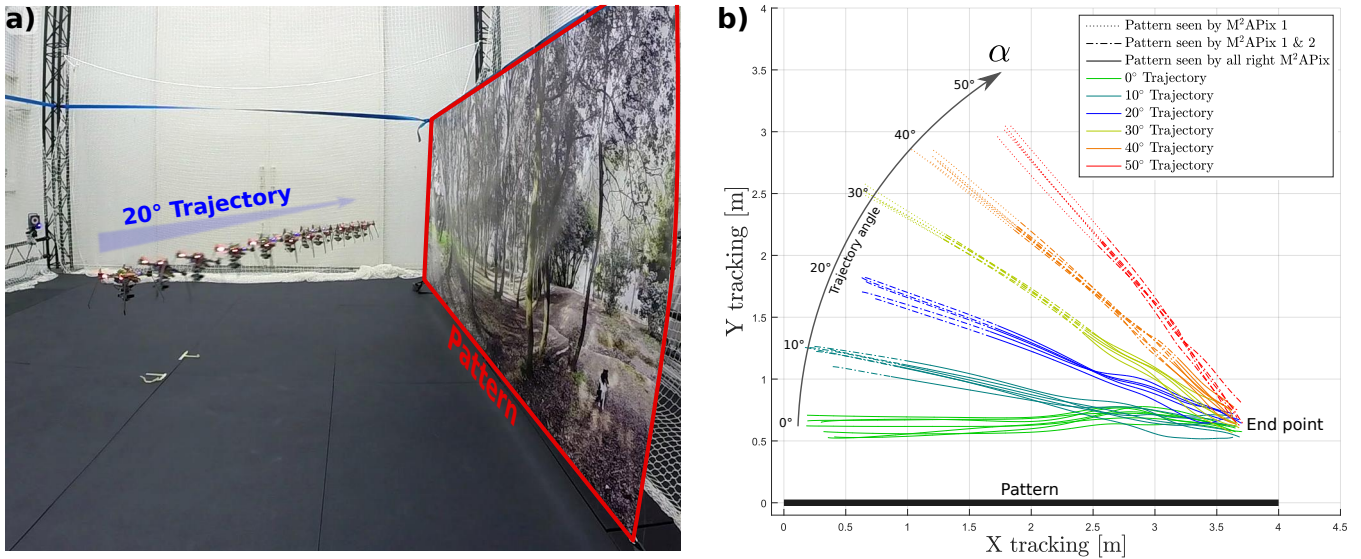 a)
20° Trajectory
Pattern
b)
Pattern seen by M²APix 1
Pattern seen by M²APix 1 & 2
Pattern seen by all right M²APix
0° Trajectory
10° Trajectory
20° Trajectory
30° Trajectory
40° Trajectory
50° Trajectory
α
50°
40°
30°
20°
10°
0°
Trajectory angle
End point
Pattern
Y tracking [m]
4
3.5
3
2.5
2
1.5
1
0.5
0
0
0.5
1
1.5
2
2.5
3
3.5
4
4.5
X tracking [m]